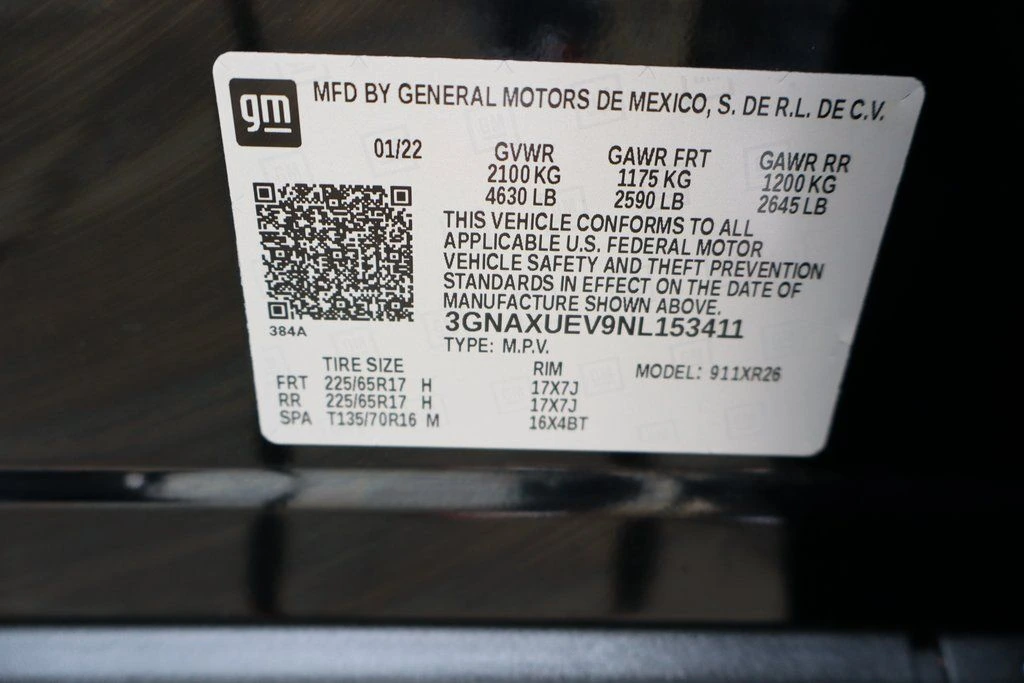 gm
MFD BY GENERAL MOTORS DE MEXICO, S. DE R.L. DE C.V.
01/22 GVWR GAWR FRT GAWR RR
2100 KG 1175 KG 1200 KG
4630 LB 2590 LB 2645 LB
THIS VEHICLE CONFORMS TO ALL
APPLICABLE U.S. FEDERAL MOTOR
VEHICLE SAFETY AND THEFT PREVENTION
STANDARDS IN EFFECT ON THE DATE OF
MANUFACTURE SHOWN ABOVE.
3GNAXUEV9NL153411
384A
TYPE: M.P.V.
TIRE SIZE RIM MODEL: 911XR26
FRT 225/65R17 H 17X7J
RR 225/65R17 H 17X7J
SPA T135/70R16 M 16X4BT